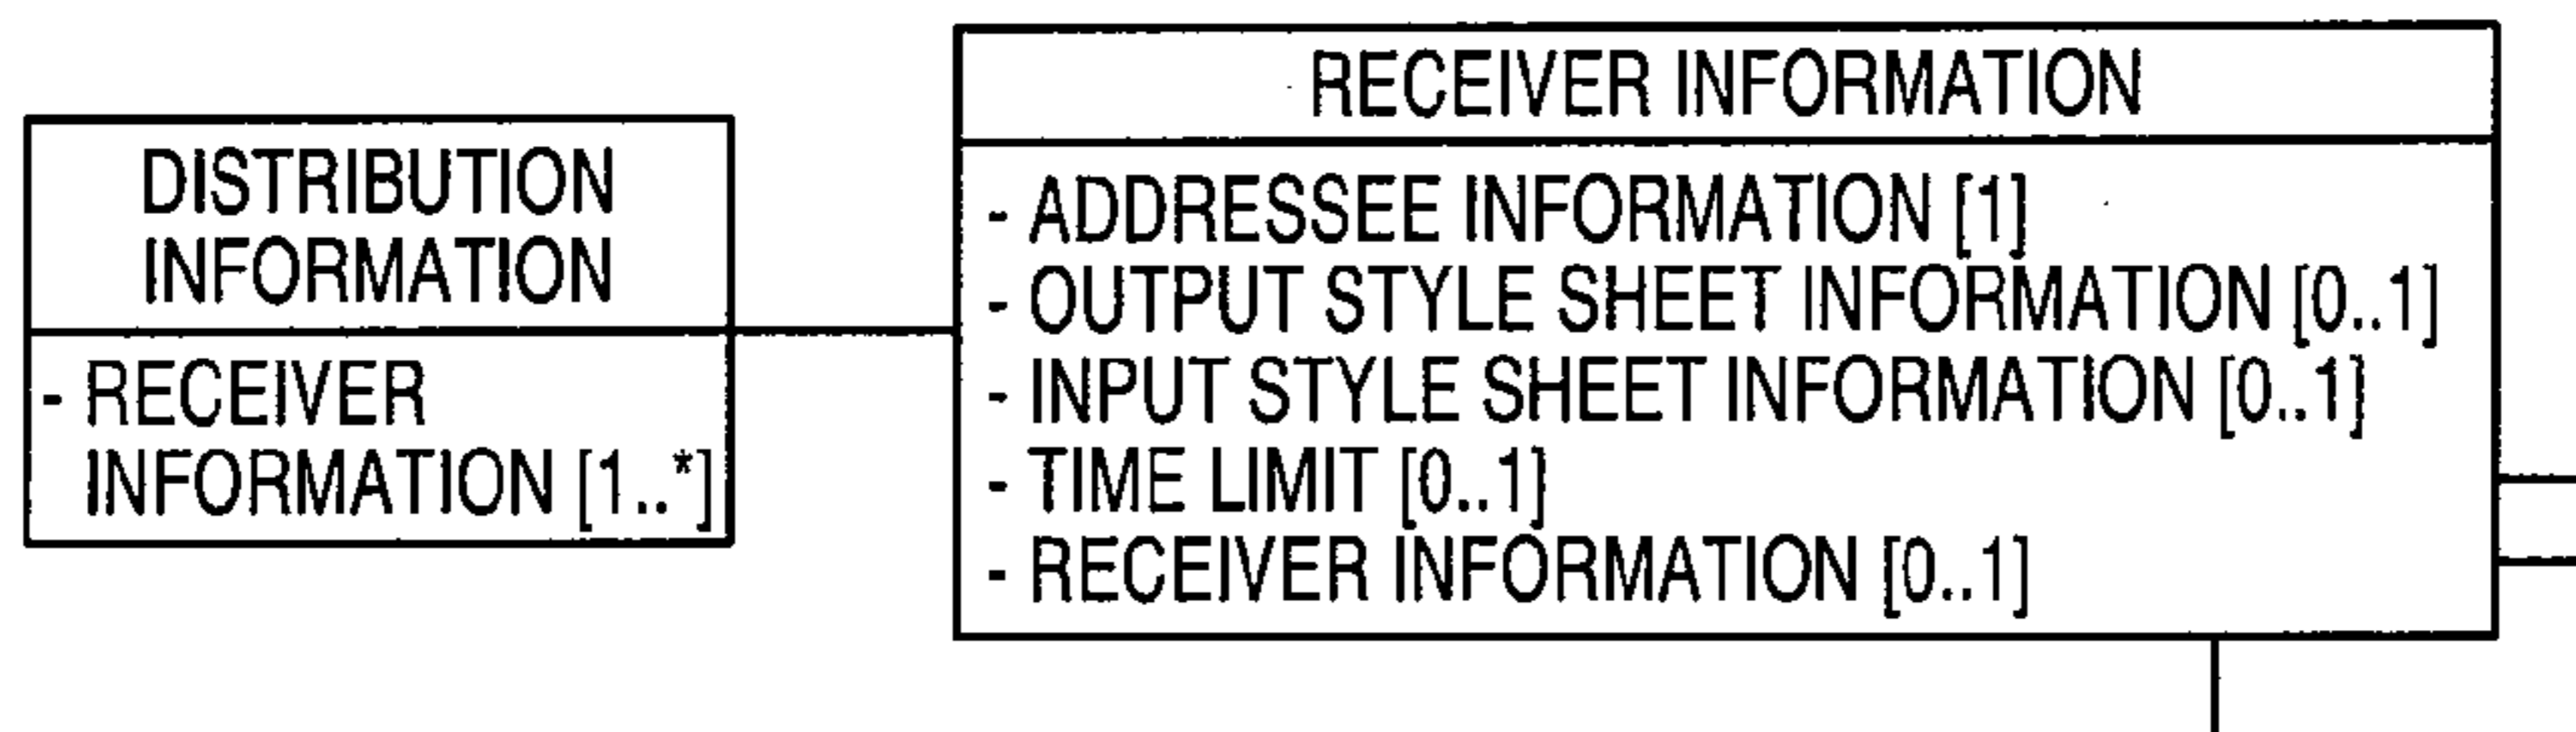 DISTRIBUTION
INFORMATION
- RECEIVER
INFORMATION [1..*]
RECEIVER INFORMATION
- ADDRESSEE INFORMATION [1]
- OUTPUT STYLE SHEET INFORMATION [0..1]
- INPUT STYLE SHEET INFORMATION [0..1]
- TIME LIMIT [0..1]
- RECEIVER INFORMATION [0..1]